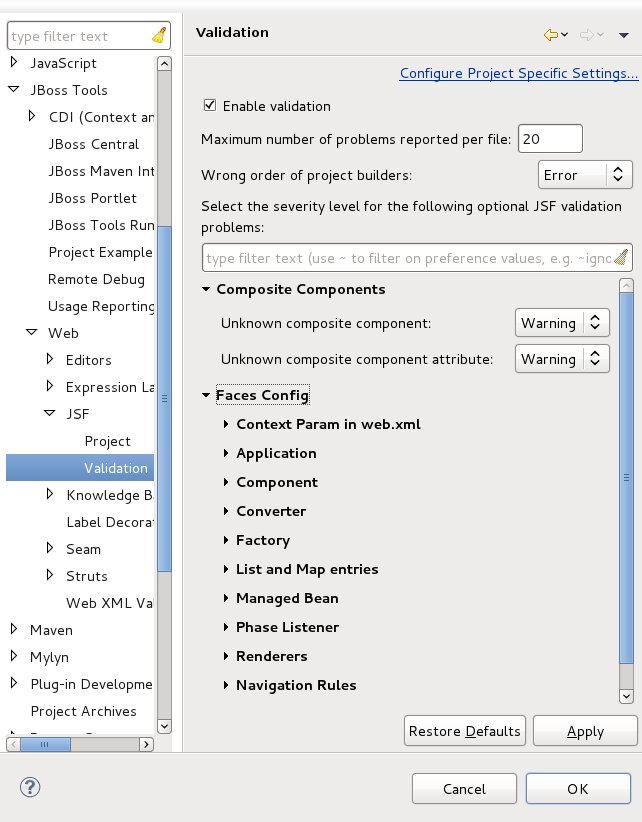 type filter text
JavaScript
JBoss Tools
CDI (Context an
JBoss Central
JBoss Maven Int
JBoss Portlet
JBoss Tools Run
Project Example
Remote Debug
Usage Reporting
Web
Editors
Expression La
JSF
Project
Validation
Knowledge B
Label Decorat
Seam
Struts
Web XML Val
Maven
Mylyn
Plug-in Developme
Project Archives
Validation
Configure Project Specific Settings...
Enable validation
Maximum number of problems reported per file: 20
Wrong order of project builders: Error
Select the severity level for the following optional JSF validation
problems:
type filter text (use ~ to filter on preference values, e.g. ~igno
Composite Components
Unknown composite component: Warning
Unknown composite component attribute: Warning
Faces Config
Context Param in web.xml
Application
Component
Converter
Factory
List and Map entries
Managed Bean
Phase Listener
Renderers
Navigation Rules
Restore Defaults
Apply
Cancel
OK